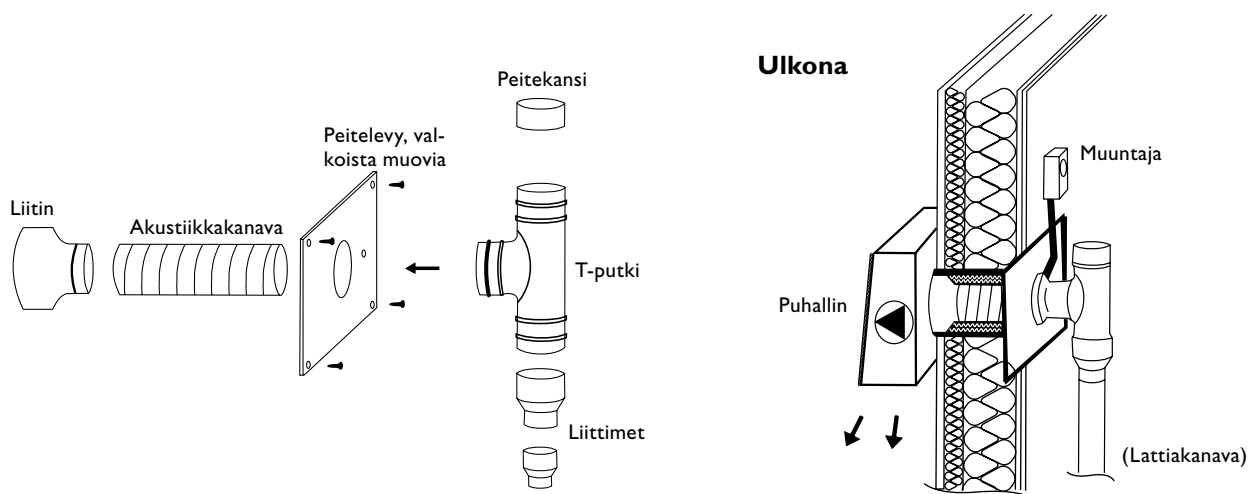 Peitekansi
Peitelevy, val-
koista muovia
Liitin
Akustiikkakanava
T-putki
Liittimet
Ulkona
Muuntaja
Puhallin
(Lattiakanava)